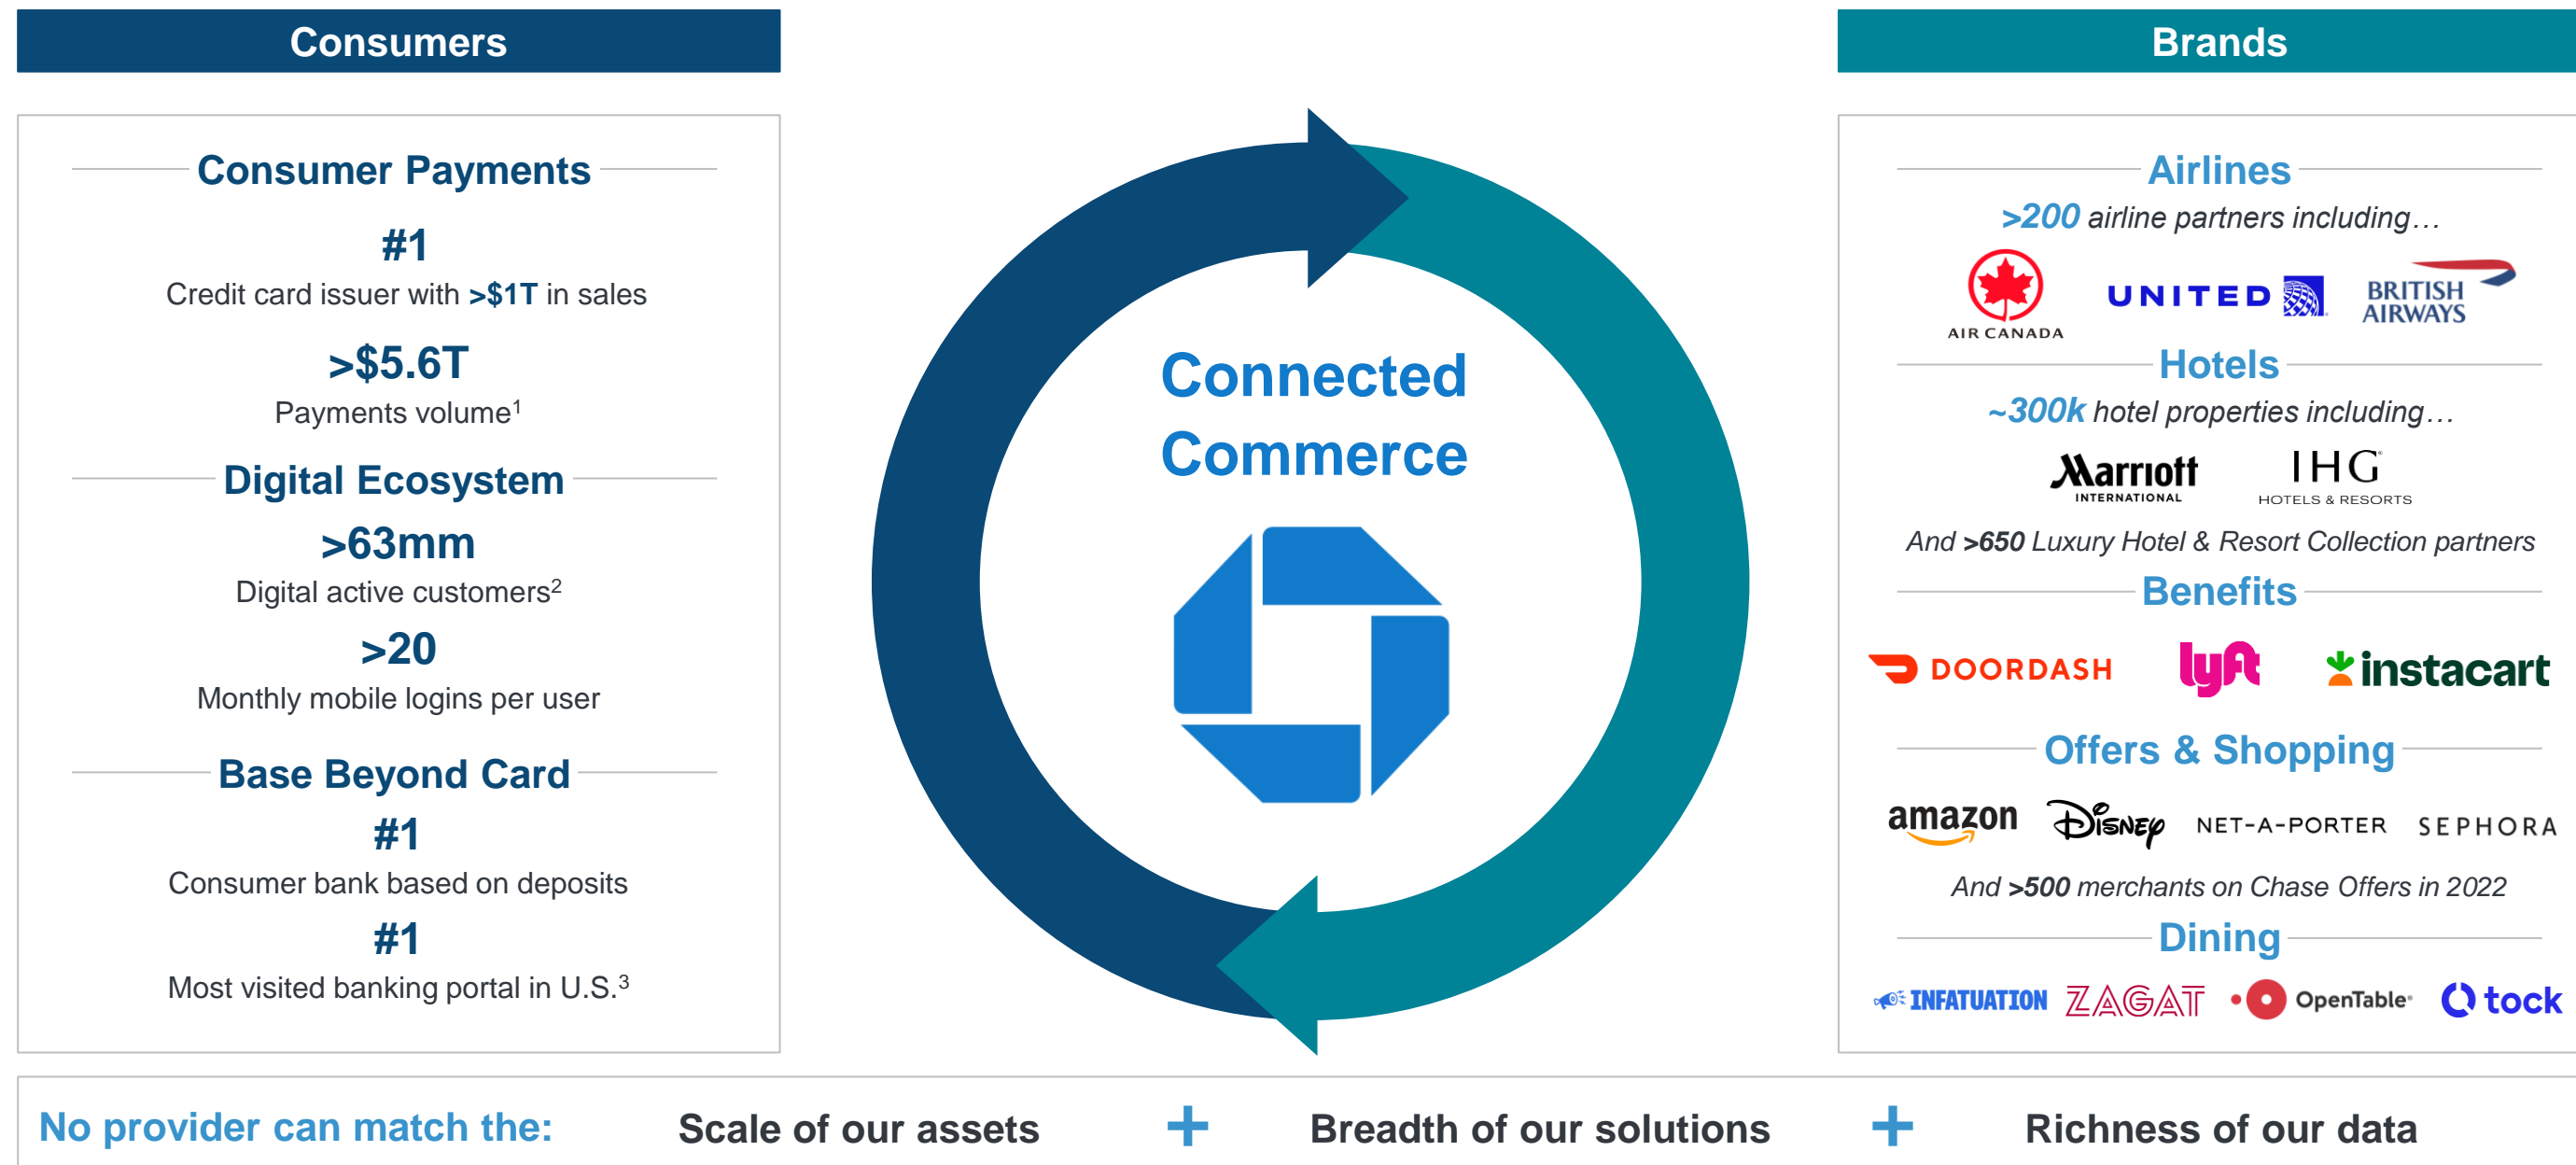 Consumers
Consumer Payments
#1
Credit card issuer with >$1T in sales
>$5.6T
Payments volume1
Digital Ecosystem
>63mm
Digital active customers2
>20
Monthly mobile logins per user
Base Beyond Card
#1
Consumer bank based on deposits
#1
Most visited banking portal in U.S.3
Connected
Commerce
Brands
Airlines
>200 airline partners including…
AIR CANADA
UNITED
BRITISH
AIRWAYS
Hotels
~300k hotel properties including…
Marriott
INTERNATIONAL
IHG
HOTELS & RESORTS
And >650 Luxury Hotel & Resort Collection partners
Benefits
DOORDASH
lyft
instacart
Offers & Shopping
amazon
Disney
NET-A-PORTER
SEPHORA
And >500 merchants on Chase Offers in 2022
Dining
INFATUATION
ZAGAT
OpenTable
tock
No provider can match the: Scale of our assets + Breadth of our solutions + Richness of our data